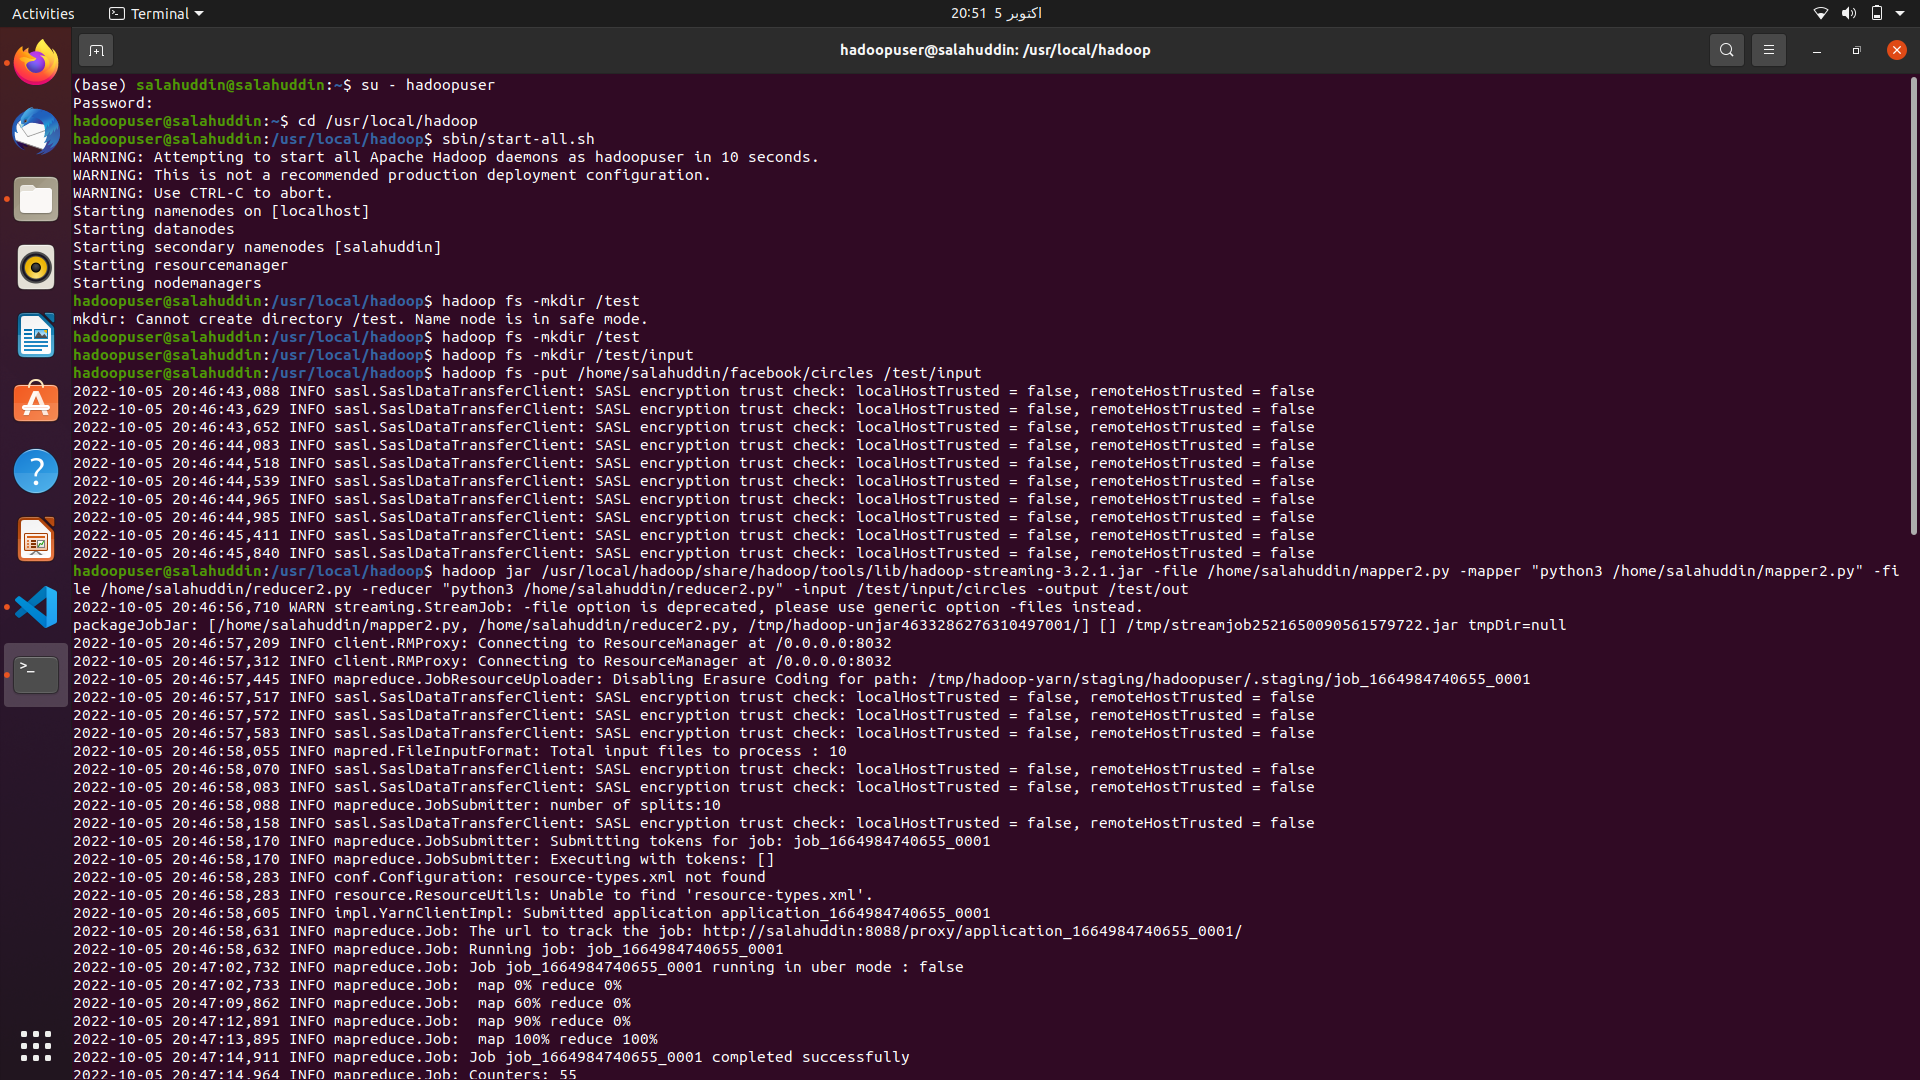 Activities
Terminal
20:51 5 اکتوبر
hadoopuser@salahuddin: /usr/local/hadoop
(base) salahuddin@salahuddin:~$ su - hadoopuser
Password:
hadoopuser@salahuddin:~$ cd /usr/local/hadoop
hadoopuser@salahuddin:/usr/local/hadoop$ sbin/start-all.sh
WARNING: Attempting to start all Apache Hadoop daemons as hadoopuser in 10 seconds.
WARNING: This is not a recommended production deployment configuration.
WARNING: Use CTRL-C to abort.
Starting namenodes on [localhost]
Starting datanodes
Starting secondary namenodes [salahuddin]
Starting resourcemanager
Starting nodemanagers
hadoopuser@salahuddin:/usr/local/hadoop$ hadoop fs -mkdir /test
mkdir: Cannot create directory /test. Name node is in safe mode.
hadoopuser@salahuddin:/usr/local/hadoop$ hadoop fs -mkdir /test
hadoopuser@salahuddin:/usr/local/hadoop$ hadoop fs -mkdir /test/input
hadoopuser@salahuddin:/usr/local/hadoop$ hadoop fs -put /home/salahuddin/facebook/circles /test/input
2022-10-05 20:46:43,088 INFO sasl.SaslDataTransferClient: SASL encryption trust check: localHostTrusted = false, remoteHostTrusted = false
2022-10-05 20:46:43,629 INFO sasl.SaslDataTransferClient: SASL encryption trust check: localHostTrusted = false, remoteHostTrusted = false
2022-10-05 20:46:43,652 INFO sasl.SaslDataTransferClient: SASL encryption trust check: localHostTrusted = false, remoteHostTrusted = false
2022-10-05 20:46:44,083 INFO sasl.SaslDataTransferClient: SASL encryption trust check: localHostTrusted = false, remoteHostTrusted = false
2022-10-05 20:46:44,518 INFO sasl.SaslDataTransferClient: SASL encryption trust check: localHostTrusted = false, remoteHostTrusted = false
2022-10-05 20:46:44,539 INFO sasl.SaslDataTransferClient: SASL encryption trust check: localHostTrusted = false, remoteHostTrusted = false
2022-10-05 20:46:44,965 INFO sasl.SaslDataTransferClient: SASL encryption trust check: localHostTrusted = false, remoteHostTrusted = false
2022-10-05 20:46:44,985 INFO sasl.SaslDataTransferClient: SASL encryption trust check: localHostTrusted = false, remoteHostTrusted = false
2022-10-05 20:46:45,411 INFO sasl.SaslDataTransferClient: SASL encryption trust check: localHostTrusted = false, remoteHostTrusted = false
2022-10-05 20:46:45,840 INFO sasl.SaslDataTransferClient: SASL encryption trust check: localHostTrusted = false, remoteHostTrusted = false
hadoopuser@salahuddin:/usr/local/hadoop$ hadoop jar /usr/local/hadoop/share/hadoop/tools/lib/hadoop-streaming-3.2.1.jar -file /home/salahuddin/mapper2.py -mapper "python3 /home/salahuddin/mapper2.py" -fi
le /home/salahuddin/reducer2.py -reducer "python3 /home/salahuddin/reducer2.py" -input /test/input/circles -output /test/out
2022-10-05 20:46:56,710 WARN streaming.StreamJob: -file option is deprecated, please use generic option -files instead.
packageJobJar: [/home/salahuddin/mapper2.py, /home/salahuddin/reducer2.py, /tmp/hadoop-unjar4633286276310497001/] [] /tmp/streamjob2521650090561579722.jar tmpDir=null
2022-10-05 20:46:57,209 INFO client.RMProxy: Connecting to ResourceManager at /0.0.0.0:8032
2022-10-05 20:46:57,312 INFO client.RMProxy: Connecting to ResourceManager at /0.0.0.0:8032
2022-10-05 20:46:57,445 INFO mapreduce.JobResourceUploader: Disabling Erasure Coding for path: /tmp/hadoop-yarn/staging/hadoopuser/.staging/job_1664984740655_0001
2022-10-05 20:46:57,517 INFO sasl.SaslDataTransferClient: SASL encryption trust check: localHostTrusted = false, remoteHostTrusted = false
2022-10-05 20:46:57,572 INFO sasl.SaslDataTransferClient: SASL encryption trust check: localHostTrusted = false, remoteHostTrusted = false
2022-10-05 20:46:57,583 INFO sasl.SaslDataTransferClient: SASL encryption trust check: localHostTrusted = false, remoteHostTrusted = false
2022-10-05 20:46:58,055 INFO mapred.FileInputFormat: Total input files to process : 10
2022-10-05 20:46:58,070 INFO sasl.SaslDataTransferClient: SASL encryption trust check: localHostTrusted = false, remoteHostTrusted = false
2022-10-05 20:46:58,083 INFO sasl.SaslDataTransferClient: SASL encryption trust check: localHostTrusted = false, remoteHostTrusted = false
2022-10-05 20:46:58,088 INFO mapreduce.JobSubmitter: number of splits:10
2022-10-05 20:46:58,158 INFO sasl.SaslDataTransferClient: SASL encryption trust check: localHostTrusted = false, remoteHostTrusted = false
2022-10-05 20:46:58,170 INFO mapreduce.JobSubmitter: Submitting tokens for job: job_1664984740655_0001
2022-10-05 20:46:58,170 INFO mapreduce.JobSubmitter: Executing with tokens: []
2022-10-05 20:46:58,283 INFO conf.Configuration: resource-types.xml not found
2022-10-05 20:46:58,283 INFO resource.ResourceUtils: Unable to find 'resource-types.xml'.
2022-10-05 20:46:58,605 INFO impl.YarnClientImpl: Submitted application application_1664984740655_0001
2022-10-05 20:46:58,631 INFO mapreduce.Job: The url to track the job: http://salahuddin:8088/proxy/application_1664984740655_0001/
2022-10-05 20:46:58,632 INFO mapreduce.Job: Running job: job_1664984740655_0001
2022-10-05 20:47:02,732 INFO mapreduce.Job: Job job_1664984740655_0001 running in uber mode : false
2022-10-05 20:47:02,733 INFO mapreduce.Job:  map 0% reduce 0%
2022-10-05 20:47:09,862 INFO mapreduce.Job:  map 60% reduce 0%
2022-10-05 20:47:12,891 INFO mapreduce.Job:  map 90% reduce 0%
2022-10-05 20:47:13,895 INFO mapreduce.Job:  map 100% reduce 100%
2022-10-05 20:47:14,911 INFO mapreduce.Job: Job job_1664984740655_0001 completed successfully
2022-10-05 20:47:14,964 INFO mapreduce.Job: Counters: 55